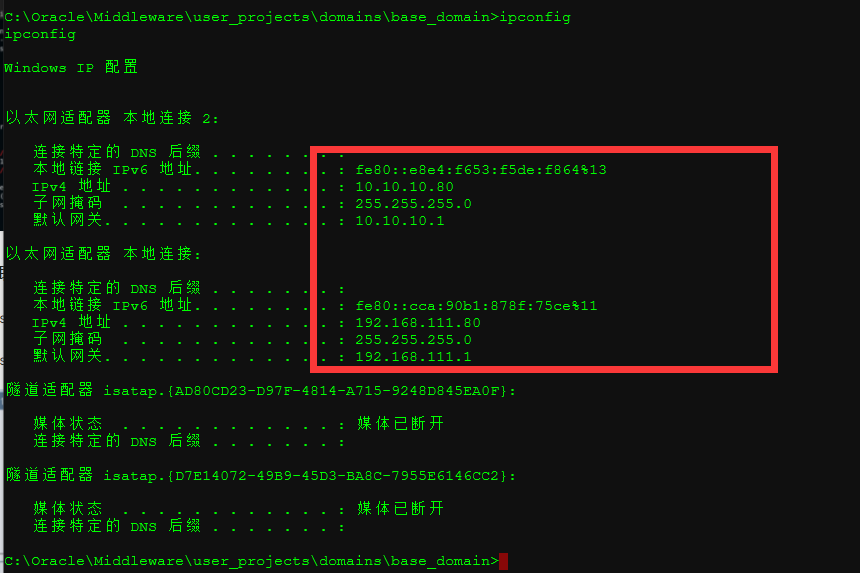 C:\Oracle\Middleware\user_projects\domains\base_domain>ipconfig
ipconfig
Windows IP 配置
以太网适配器 本地连接 2:
连接特定的 DNS 后缀 . . . . . . . :
本地链接 IPv6 地址. . . . . . . . : fe80::e8e4:f653:f5de:f864%13
IPv4 地址 . . . . . . . . . . . . : 10.10.10.80
子网掩码 . . . . . . . . . . . . : 255.255.255.0
默认网关. . . . . . . . . . . . . : 10.10.10.1
以太网适配器 本地连接:
连接特定的 DNS 后缀 . . . . . . . :
本地链接 IPv6 地址. . . . . . . . : fe80::cca:90b1:878f:75ce%11
IPv4 地址 . . . . . . . . . . . . : 192.168.111.80
子网掩码 . . . . . . . . . . . . : 255.255.255.0
默认网关. . . . . . . . . . . . . : 192.168.111.1
隧道适配器 isatap.{AD80CD23-D97F-4814-A715-9248D845EA0F}:
媒体状态 . . . . . . . . . . . . : 媒体已断开
连接特定的 DNS 后缀 . . . . . . . :
隧道适配器 isatap.{D7E14072-49B9-45D3-BA8C-7955E6146CC2}:
媒体状态 . . . . . . . . . . . . : 媒体已断开
连接特定的 DNS 后缀 . . . . . . . :
C:\Oracle\Middleware\user_projects\domains\base_domain>